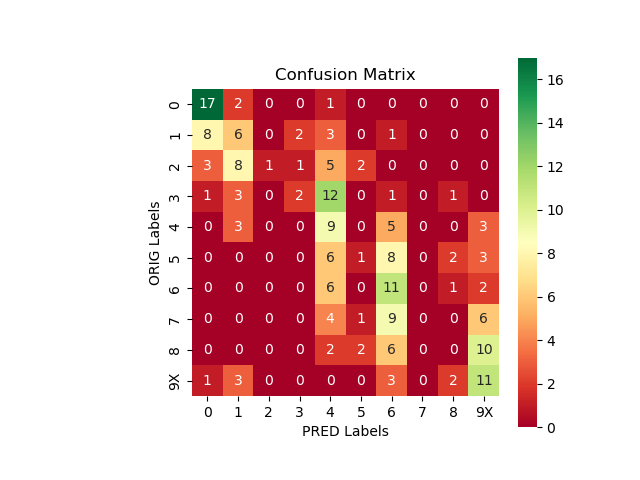 Confusion Matrix
ORIG Labels
0 17 2 0 0 1 0 0 0 0 0
1 8 6 0 2 3 0 1 0 0 0
2 3 8 1 1 5 2 0 0 0 0
3 1 3 0 2 12 0 1 0 1 0
4 0 3 0 0 9 0 5 0 0 3
5 0 0 0 0 6 1 8 0 2 3
6 0 0 0 0 6 0 11 0 1 2
7 0 0 0 0 4 1 9 0 0 6
8 0 0 0 0 2 2 6 0 0 10
9X 1 3 0 0 0 0 3 0 2 11
0 1 2 3 4 5 6 7 8 9X
PRED Labels
16
14
12
10
8
6
4
2
0